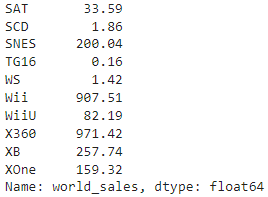 SAT 33.59
SCD 1.86
SNES 200.04
TG16 0.16
WS 1.42
Wii 907.51
WiiU 82.19
X360 971.42
XB 257.74
XOne 159.32
Name: world_sales, dtype: float64